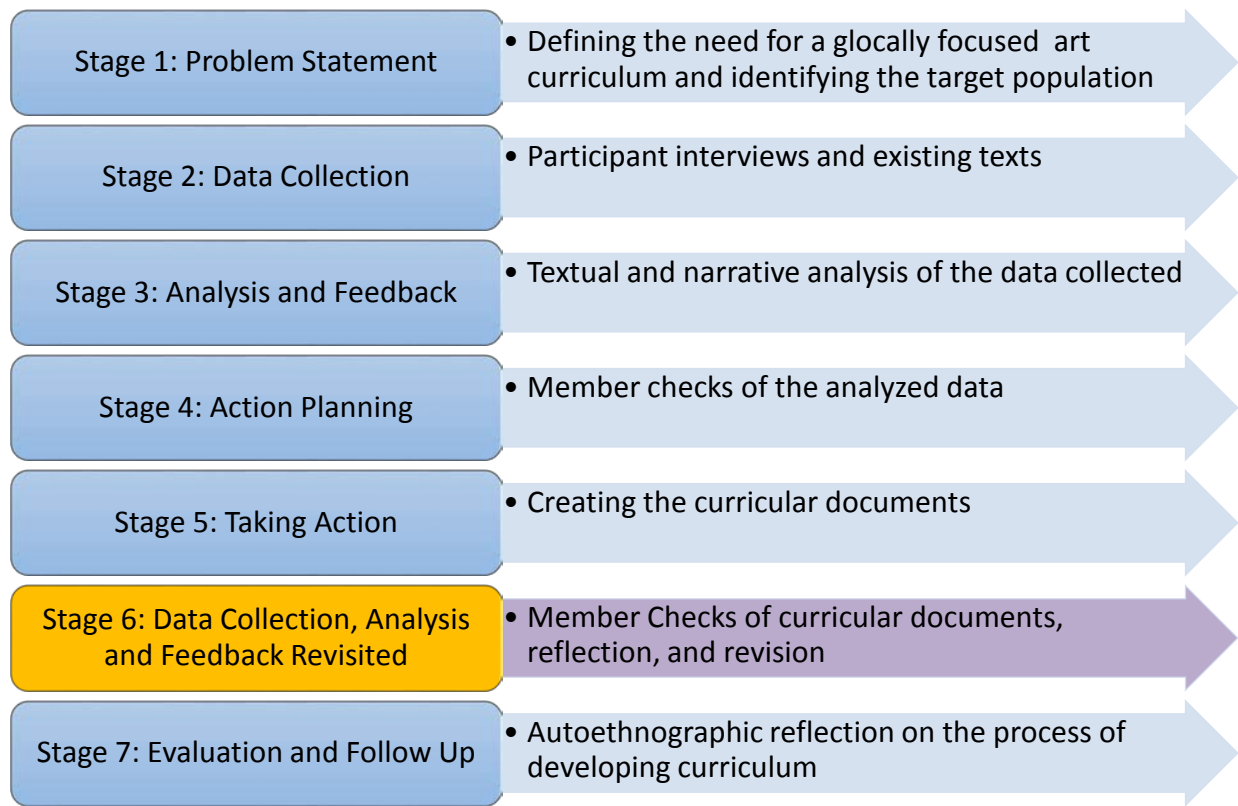 Stage 1: Problem Statement
• Defining the need for a glocally focused art
curriculum and identifying the target population
Stage 2: Data Collection
• Participant interviews and existing texts
Stage 3: Analysis and Feedback
• Textual and narrative analysis of the data collected
Stage 4: Action Planning
• Member checks of the analyzed data
Stage 5: Taking Action
• Creating the curricular documents
Stage 6: Data Collection, Analysis
and Feedback Revisited
• Member Checks of curricular documents,
reflection, and revision
Stage 7: Evaluation and Follow Up
• Autoethnographic reflection on the process of
developing curriculum